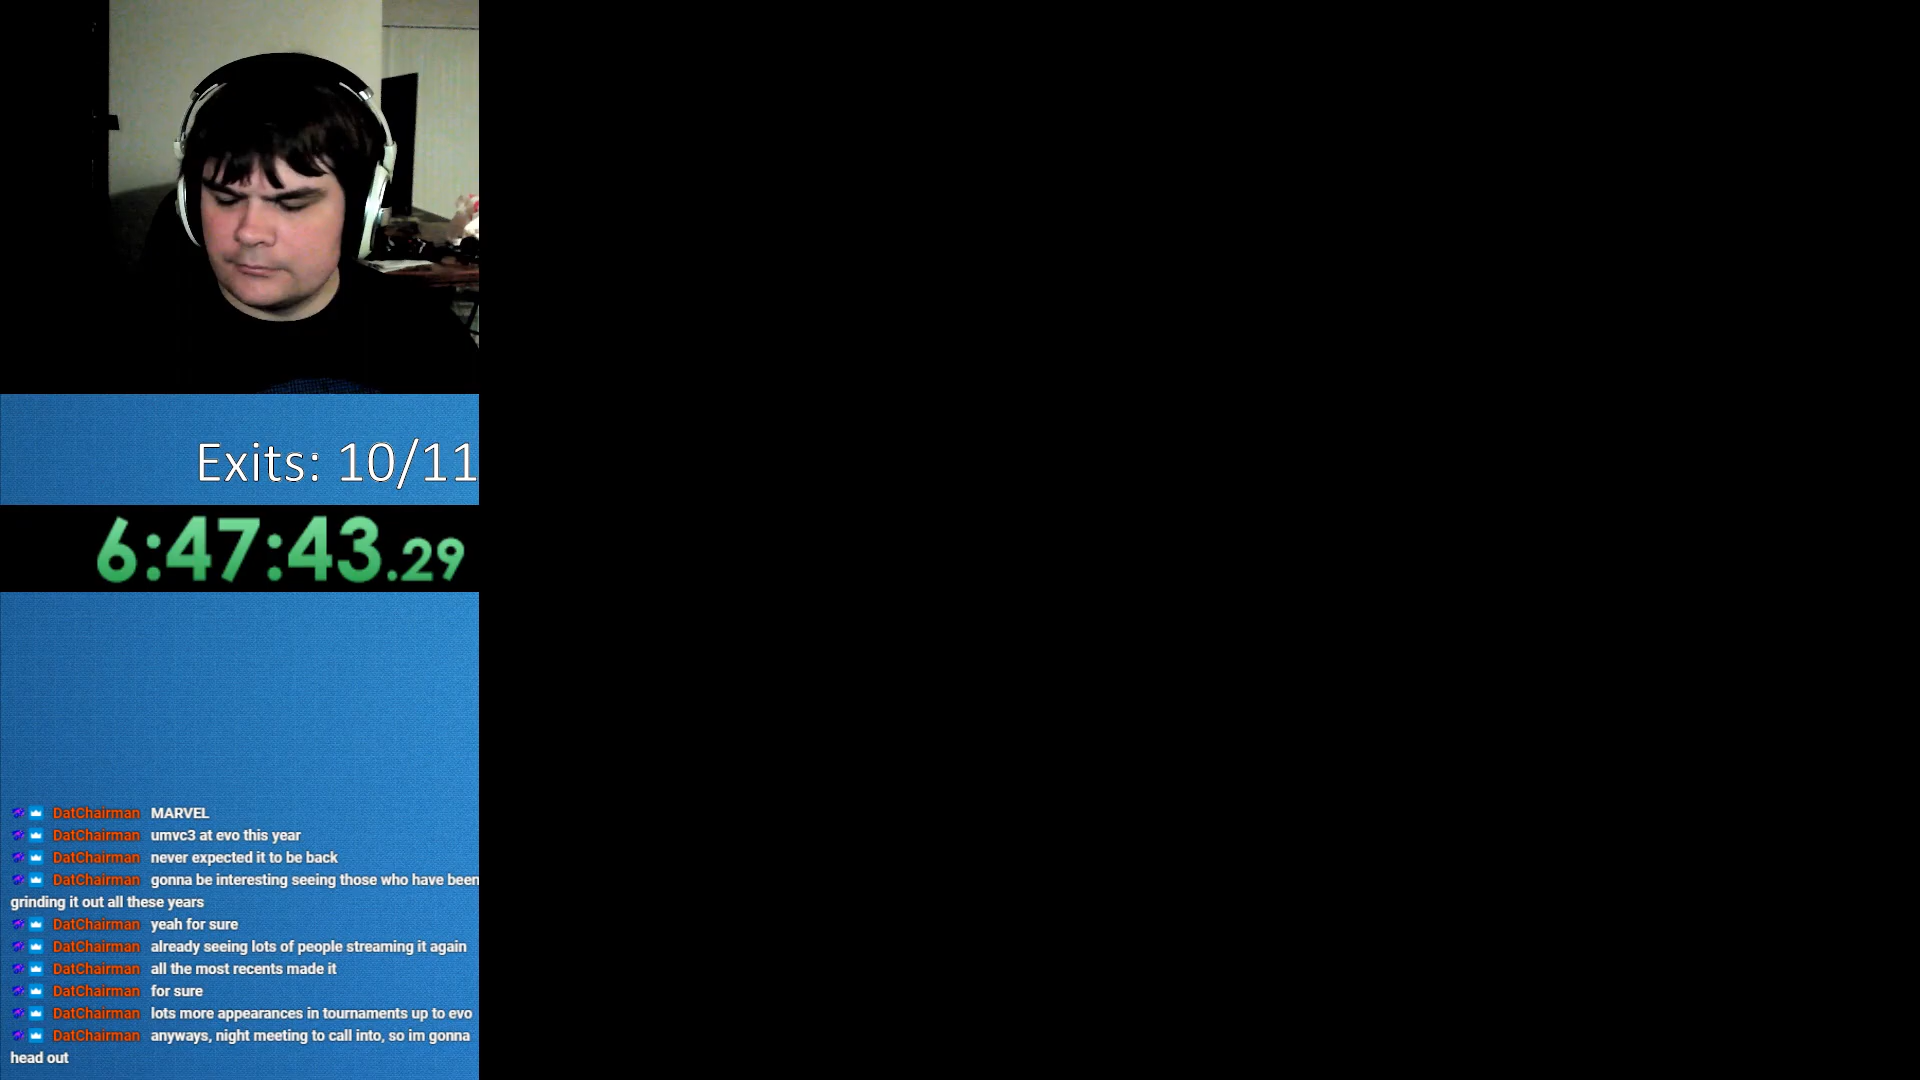 Exits: 10/11
6:47:43.29
DatChairman MARVEL
DatChairman umvc3 at evo this year
DatChairman never expected it to be back
DatChairman gonna be interesting seeing those who have been
grinding it out all these years
DatChairman yeah for sure
DatChairman already seeing lots of people streaming it again
DatChairman all the most recents made it
DatChairman for sure
DatChairman lots more appearances in tournaments up to evo
DatChairman anyways, night meeting to call into, so im gonna
head out